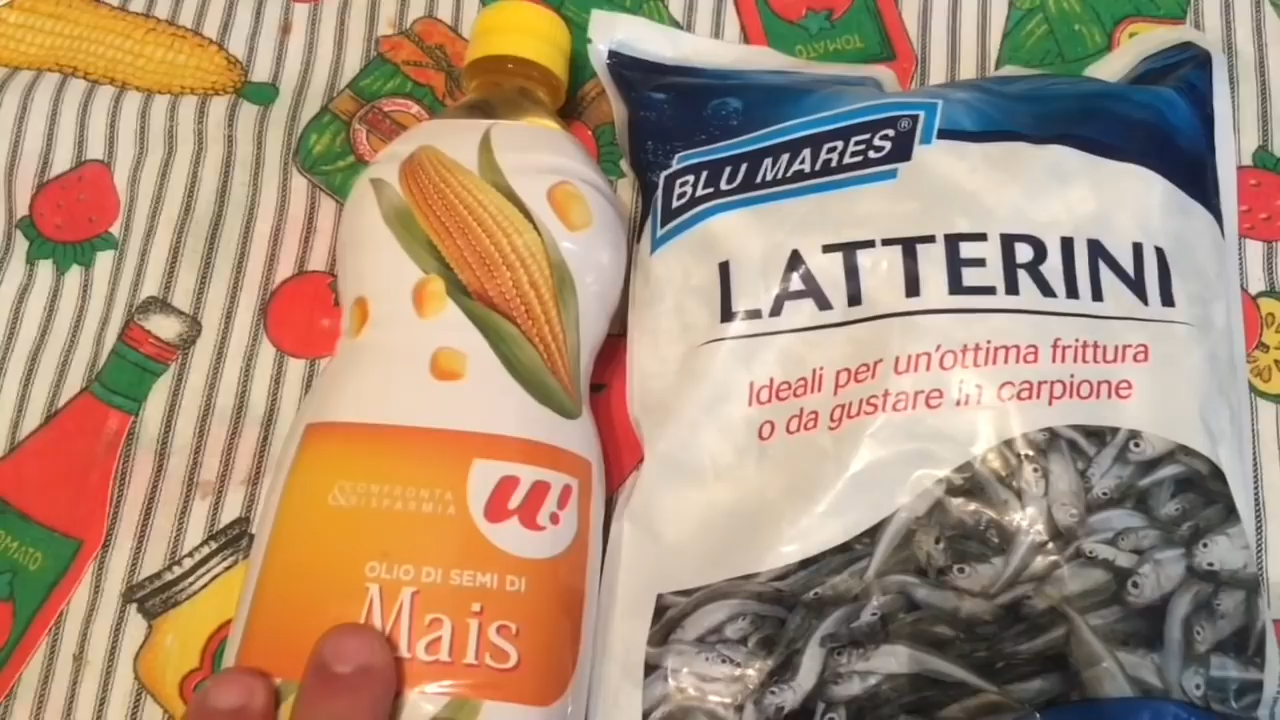 TOMATO
BLU MARES®
LATTERINI
Ideali per un'ottima frittura
o da gustare in carpione
CONFRONTA
&RISPARMIA
u!
OLIO DI SEMI DI
Mais